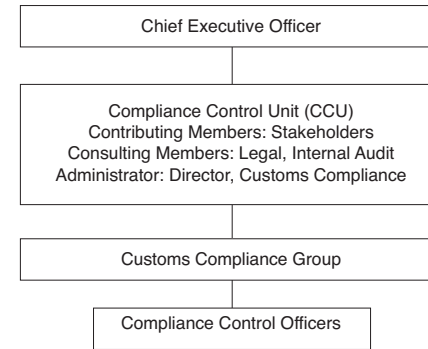 Chief Executive Officer
Compliance Control Unit (CCU)
Contributing Members: Stakeholders
Consulting Members: Legal, Internal Audit
Administrator: Director, Customs Compliance
Customs Compliance Group
Compliance Control Officers